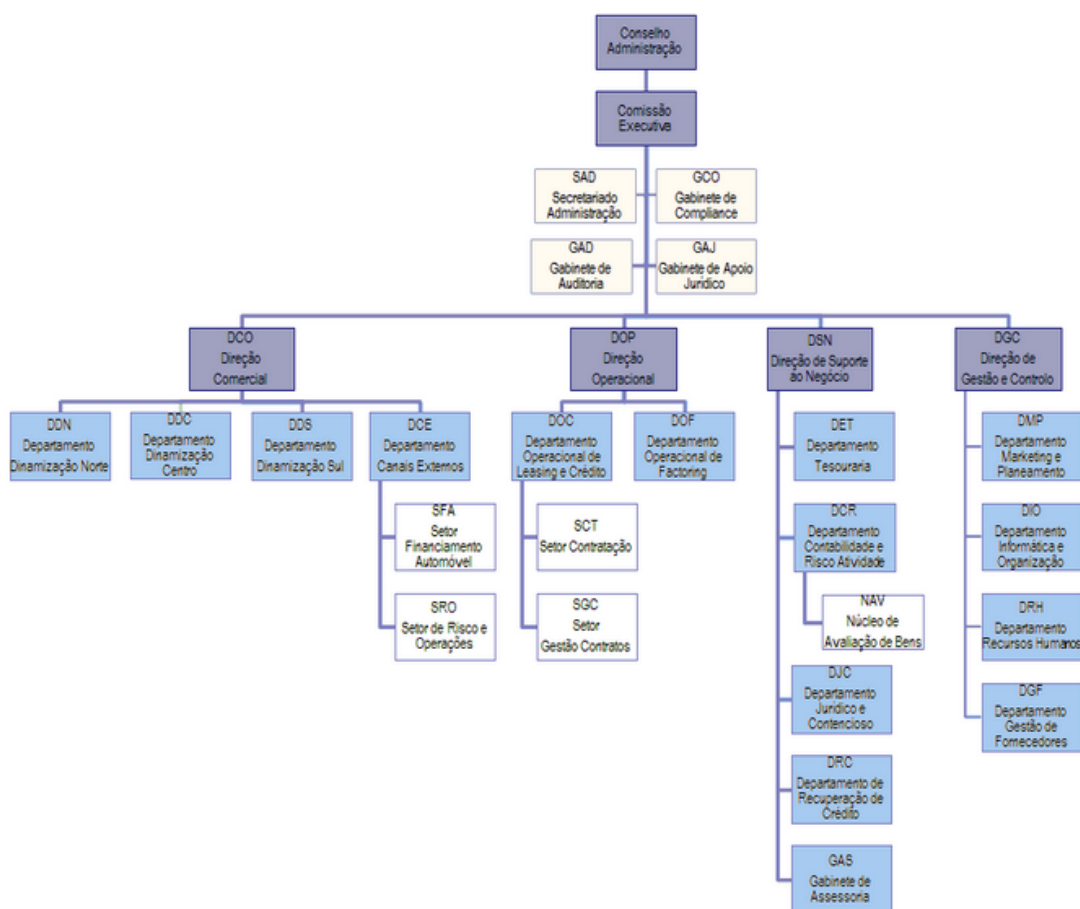 Conselho
Administração
Comissão
Executiva
SAD
Secretariado
Administração
GCO
Gabinete de
Compliance
GAD
Gabinete de
Auditoria
GAJ
Gabinete de Apoio
Jurídico
DCO
Direção
Comercial
DOP
Direção
Operacional
DSN
Direção de Suporte
ao Negócio
DGC
Direção de
Gestão e Controlo
DDN
Departamento
Dinamização Norte
DDC
Departamento
Dinamização
Centro
DDS
Departamento
Dinamização Sul
DCE
Departamento
Canais Externos
DOC
Departamento
Operacional de
Leasing e Crédito
DOF
Departamento
Operacional de
Factoring
DET
Departamento
Tesouraria
DMP
Departamento
Marketing e
Planeamento
SFA
Setor
Financiamento
Automóvel
SCT
Setor Contratação
DCR
Departamento
Contabilidade e
Risco Atividade
DIO
Departamento
Informática e
Organização
SRO
Setor de Risco e
Operações
SGC
Setor
Gestão Contratos
NAV
Núcleo de
Avaliação de Bens
DRH
Departamento
Recursos Humanos
DJC
Departamento
Jurídico e
Contencioso
DGF
Departamento
Gestão de
Fornecedores
DRC
Departamento de
Recuperação de
Crédito
GAS
Gabinete de
Assessoria